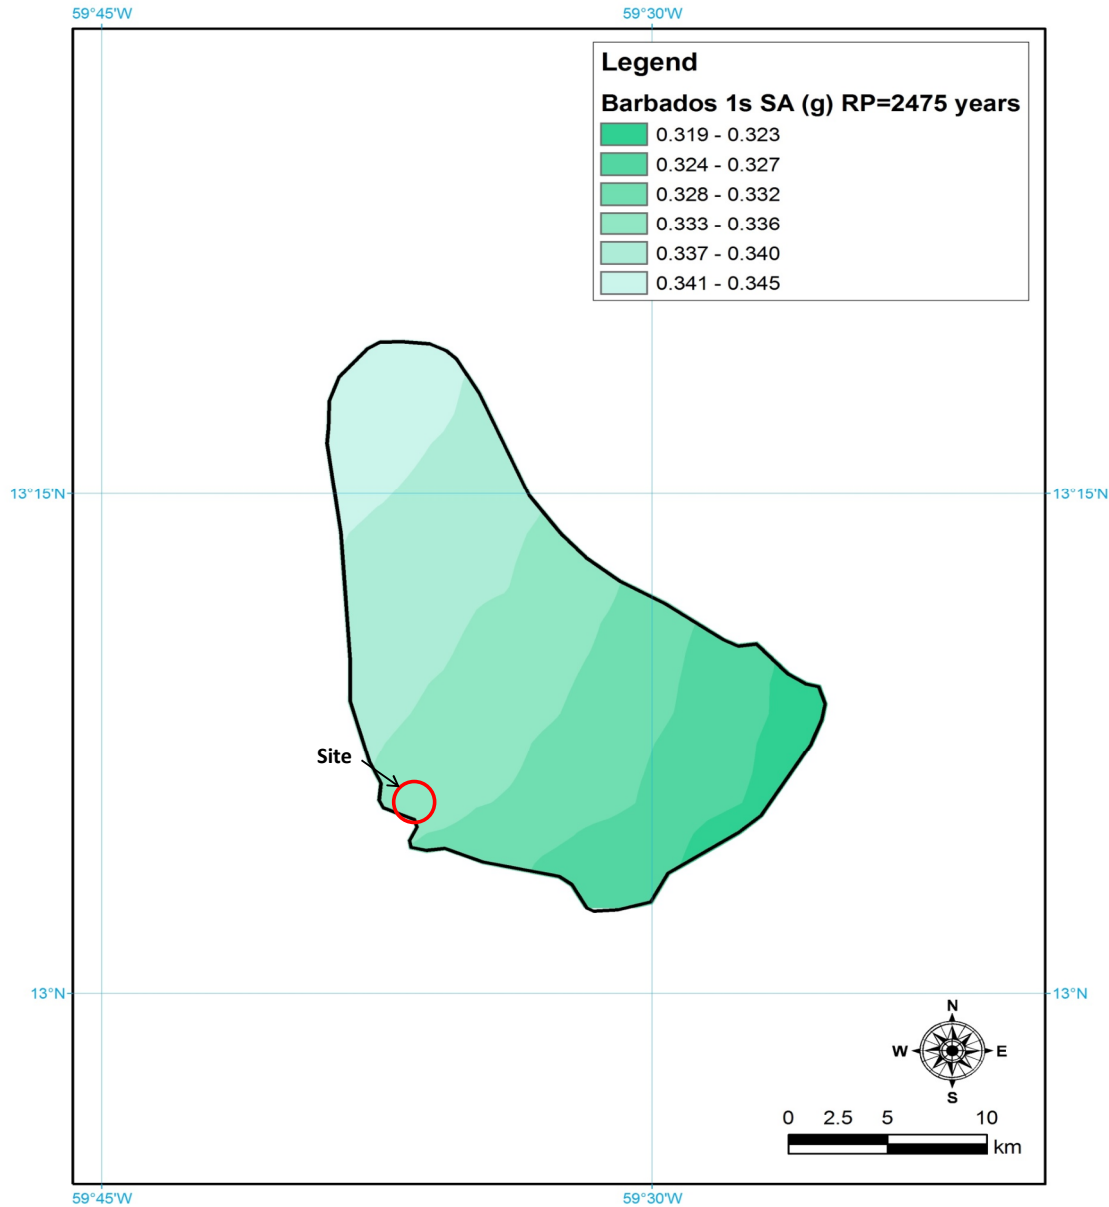 59°45'W 59°30'W
Legend
Barbados 1s SA (g) RP=2475 years
0.319 - 0.323
0.324 - 0.327
0.328 - 0.332
0.333 - 0.336
0.337 - 0.340
0.341 - 0.345
13°15'N 13°15'N
Site
13°N 13°N
N
W E
S
0 2.5 5 10
km
59°45'W 59°30'W